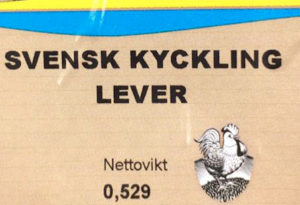 SVENSK KYCKLING
LEVER
Nettovikt
0,529